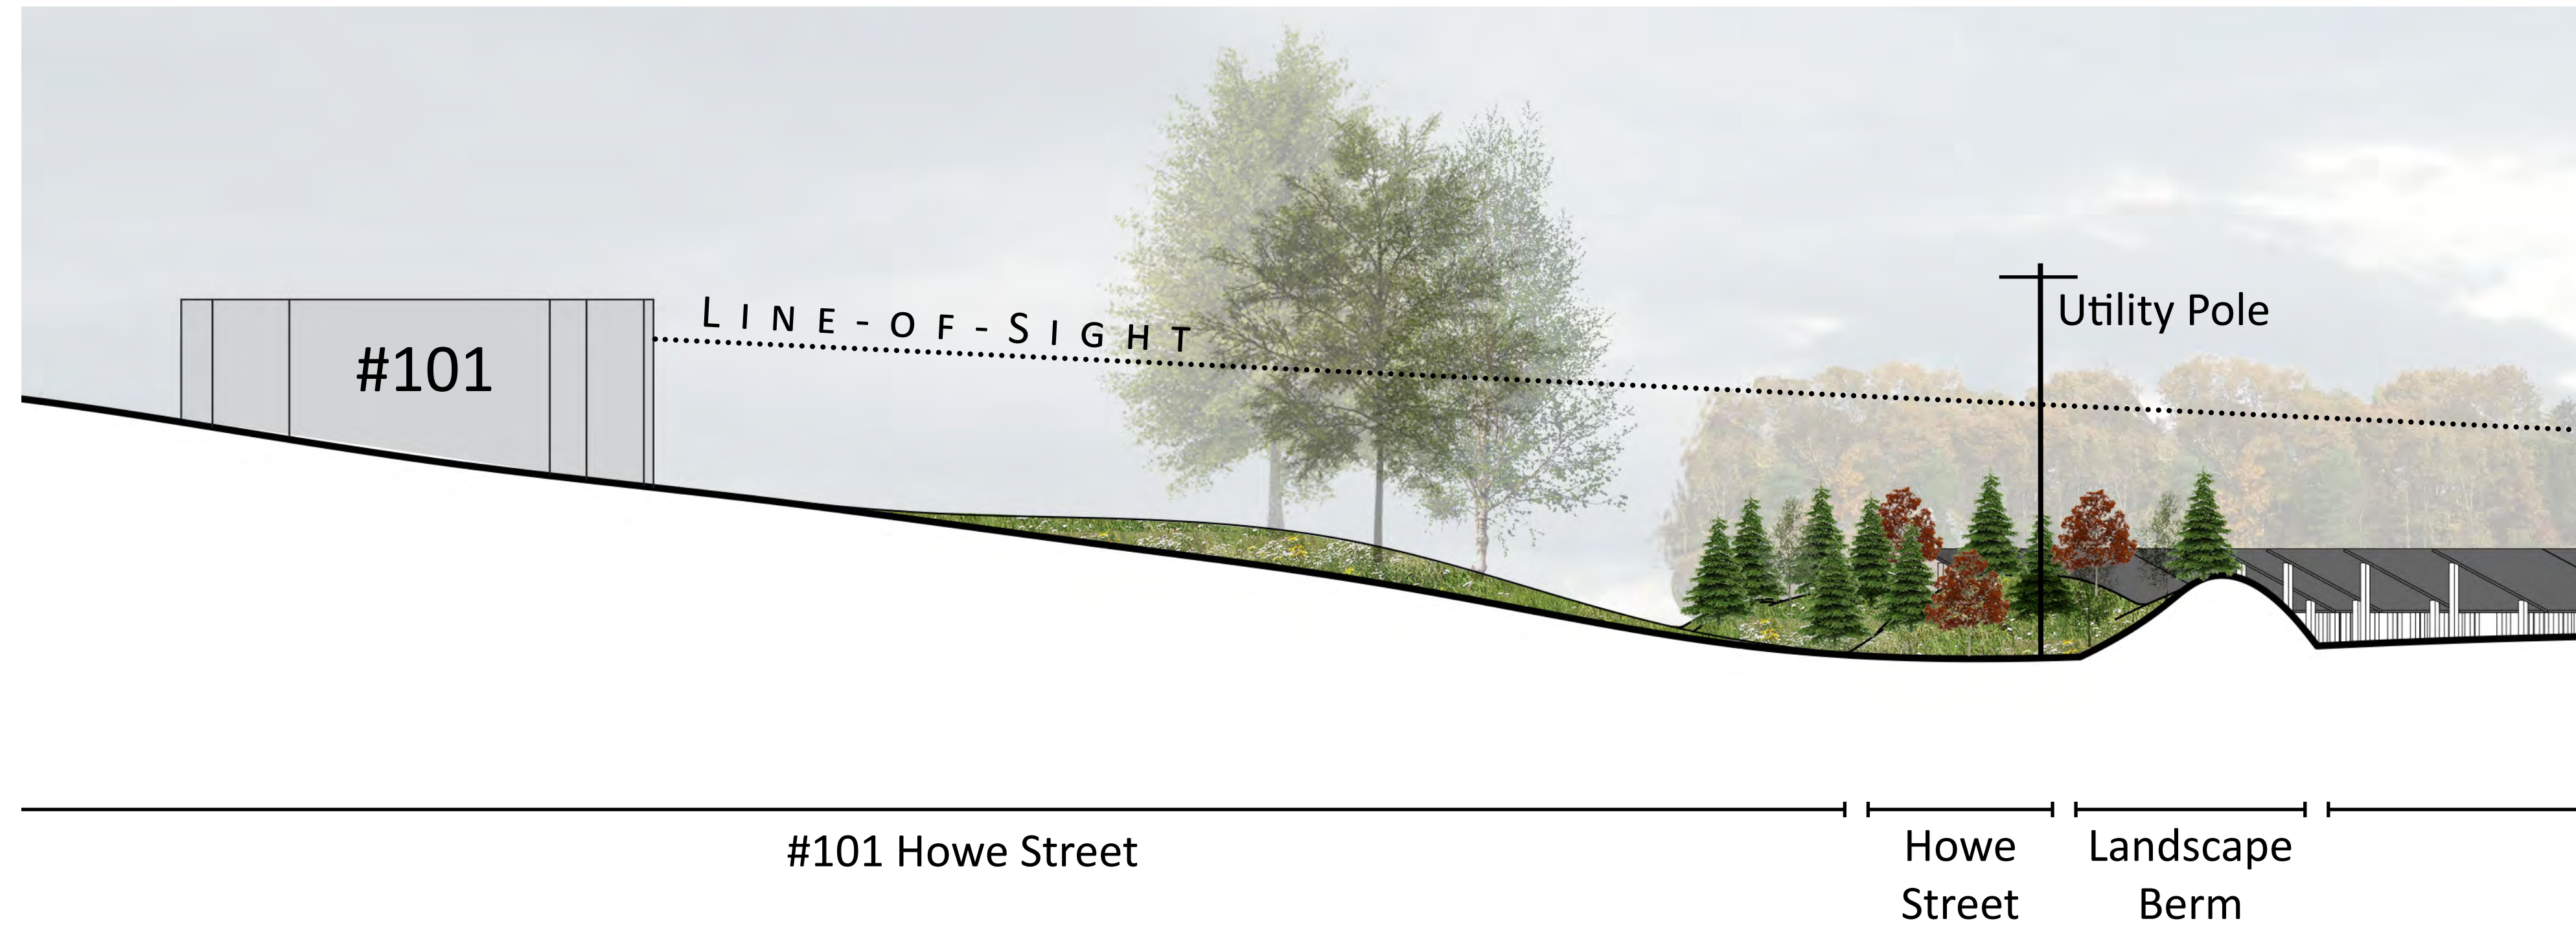 LINE-OF-SIGHT
Utility Pole
#101
#101 Howe Street
Howe
Street
Landscape
Berm